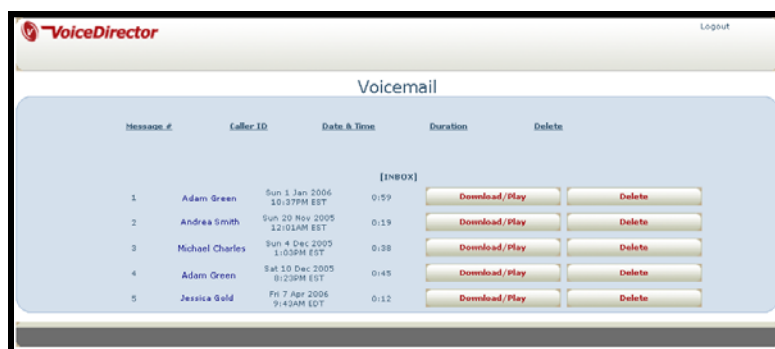 VoiceDirector
Logout
Voicemail
Message # Caller ID Date & Time Duration Delete
[INBOX]
1 Adam Green Sun 1 Jan 2006 10:37PM EST 0:59 Download/Play Delete
2 Andrea Smith Sun 20 Nov 2005 12:01AM EST 0:19 Download/Play Delete
3 Michael Charles Sun 4 Dec 2005 1:03PM EST 0:38 Download/Play Delete
4 Adam Green Sat 10 Dec 2005 8:23PM EST 0:45 Download/Play Delete
5 Jessica Gold Fri 7 Apr 2006 9:43AM EDT 0:12 Download/Play Delete